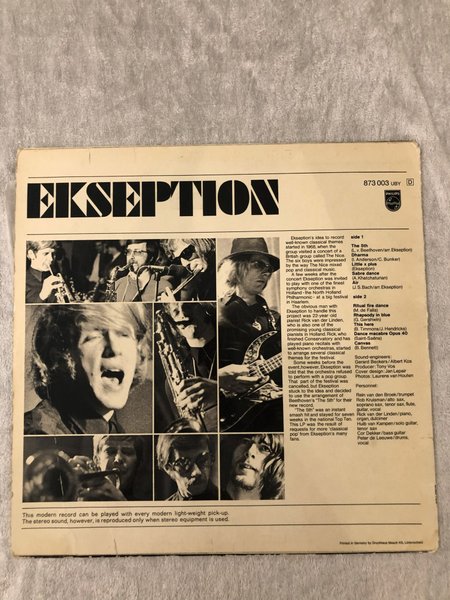 EKSEPTION
873 003 UBY D
PHILIPS
Ekseption's idea to record
well-known classical themes
started in 1968, when the
group visited a concert of a
British group called The Nice.
The six boys were impressed
by the way The Nice mixed
pop and classical music.
A few weeks after the
concert Ekseption was invited
to play with one of the finest
symphony orchestras in
Holland - the North Holland
Philharmonic - at a big festival
in Haarlem.
The obvious man with
Ekseption to handle this
project was 22-year old
pianist Rick van der Linden,
who is also one of the
promising young classical
pianists in Holland. Rick, who
finished Conservatory and has
played piano recitals with
well-known orchestras, started
to arrange several classical
themes for the festival.
Some weeks before the
event, however, Ekseption was
told that the orchestra refused
to perform with a pop group.
That part of the festival was
cancelled, but Ekseption
stuck to the idea and decided
to use the arrangement of
Beethoven's "The 5th" for their
new record.
"The 5th" was an instant
smash hit and stayed for seven
weeks in the national Top Ten.
This LP was the result of
requests for more 'classical'
pop from Ekseption's many
fans.
side 1
The 5th
(L.v. Beethoven/arr. Ekseption)
Dharma
(I. Anderson/C. Bunker)
Little x plus
(Ekseption)
Sabre dance
(A. Khatchaturian)
Air
(J.S. Bach/arr. Ekseption)
side 2
Ritual fire dance
(M. de Falla)
Rhapsody in blue
(G. Gershwin)
This here
(B. Timmons/J. Hendricks)
Dance macabre Opus 40
(Saint-Saëns)
Canvas
(B. Bennett)
Sound-engineers:
Gerard Beckers/Albert Kos
Producer: Tony Vos
Cover design: Jan Lepair
Photos: Laurens van Houten
Personnel:
Rein van den Broek/trumpet
Rob Kruisman/alto sax,
soprano sax, tenor sax, flute,
guitar, vocal
Rick van der Linden/piano,
organ, dulcimer
Huib van Kampen/solo guitar,
tenor sax
Cor Dekker/bass guitar
Peter de Leeuwe/drums,
vocal
This modern record can be played with every modern light-weight pick-up.
The stereo sound, however, is reproduced only when stereo equipment is used.
Printed in Germany by